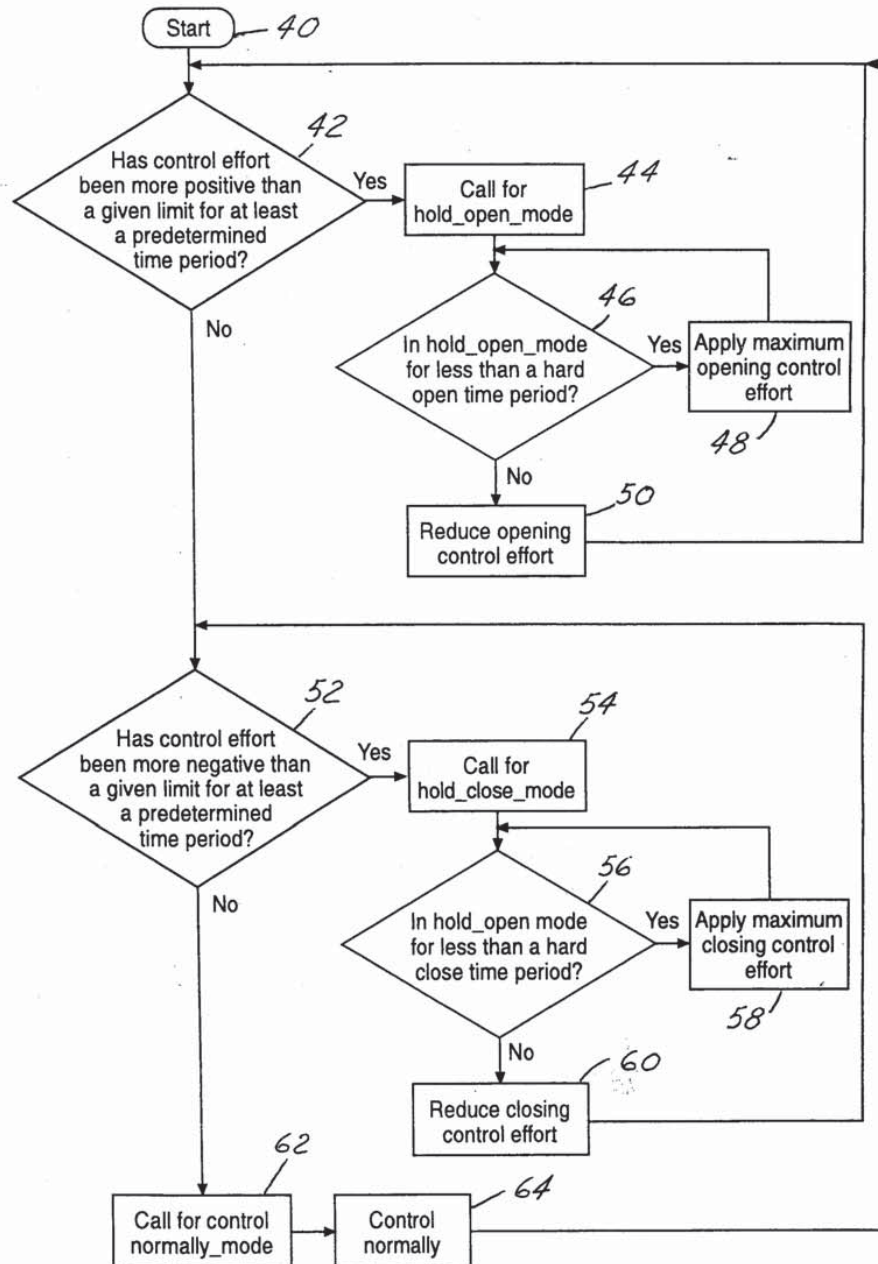 Start
40
42
Has control effort
been more positive than
a given limit for at least
a predetermined
time period?
Yes
Call for
hold_open_mode
44
No
46
In hold_open_mode
for less than a hard
open time period?
Yes
Apply maximum
opening control
effort
48
No
50
Reduce opening
control effort
52
Has control effort
been more negative than
a given limit for at least
a predetermined
time period?
Yes
54
Call for
hold_close_mode
No
56
In hold_open mode
for less than a hard
close time period?
Yes
Apply maximum
closing control
effort
58
No
60
Reduce closing
control effort
62
Call for control
normally_mode
64
Control
normally